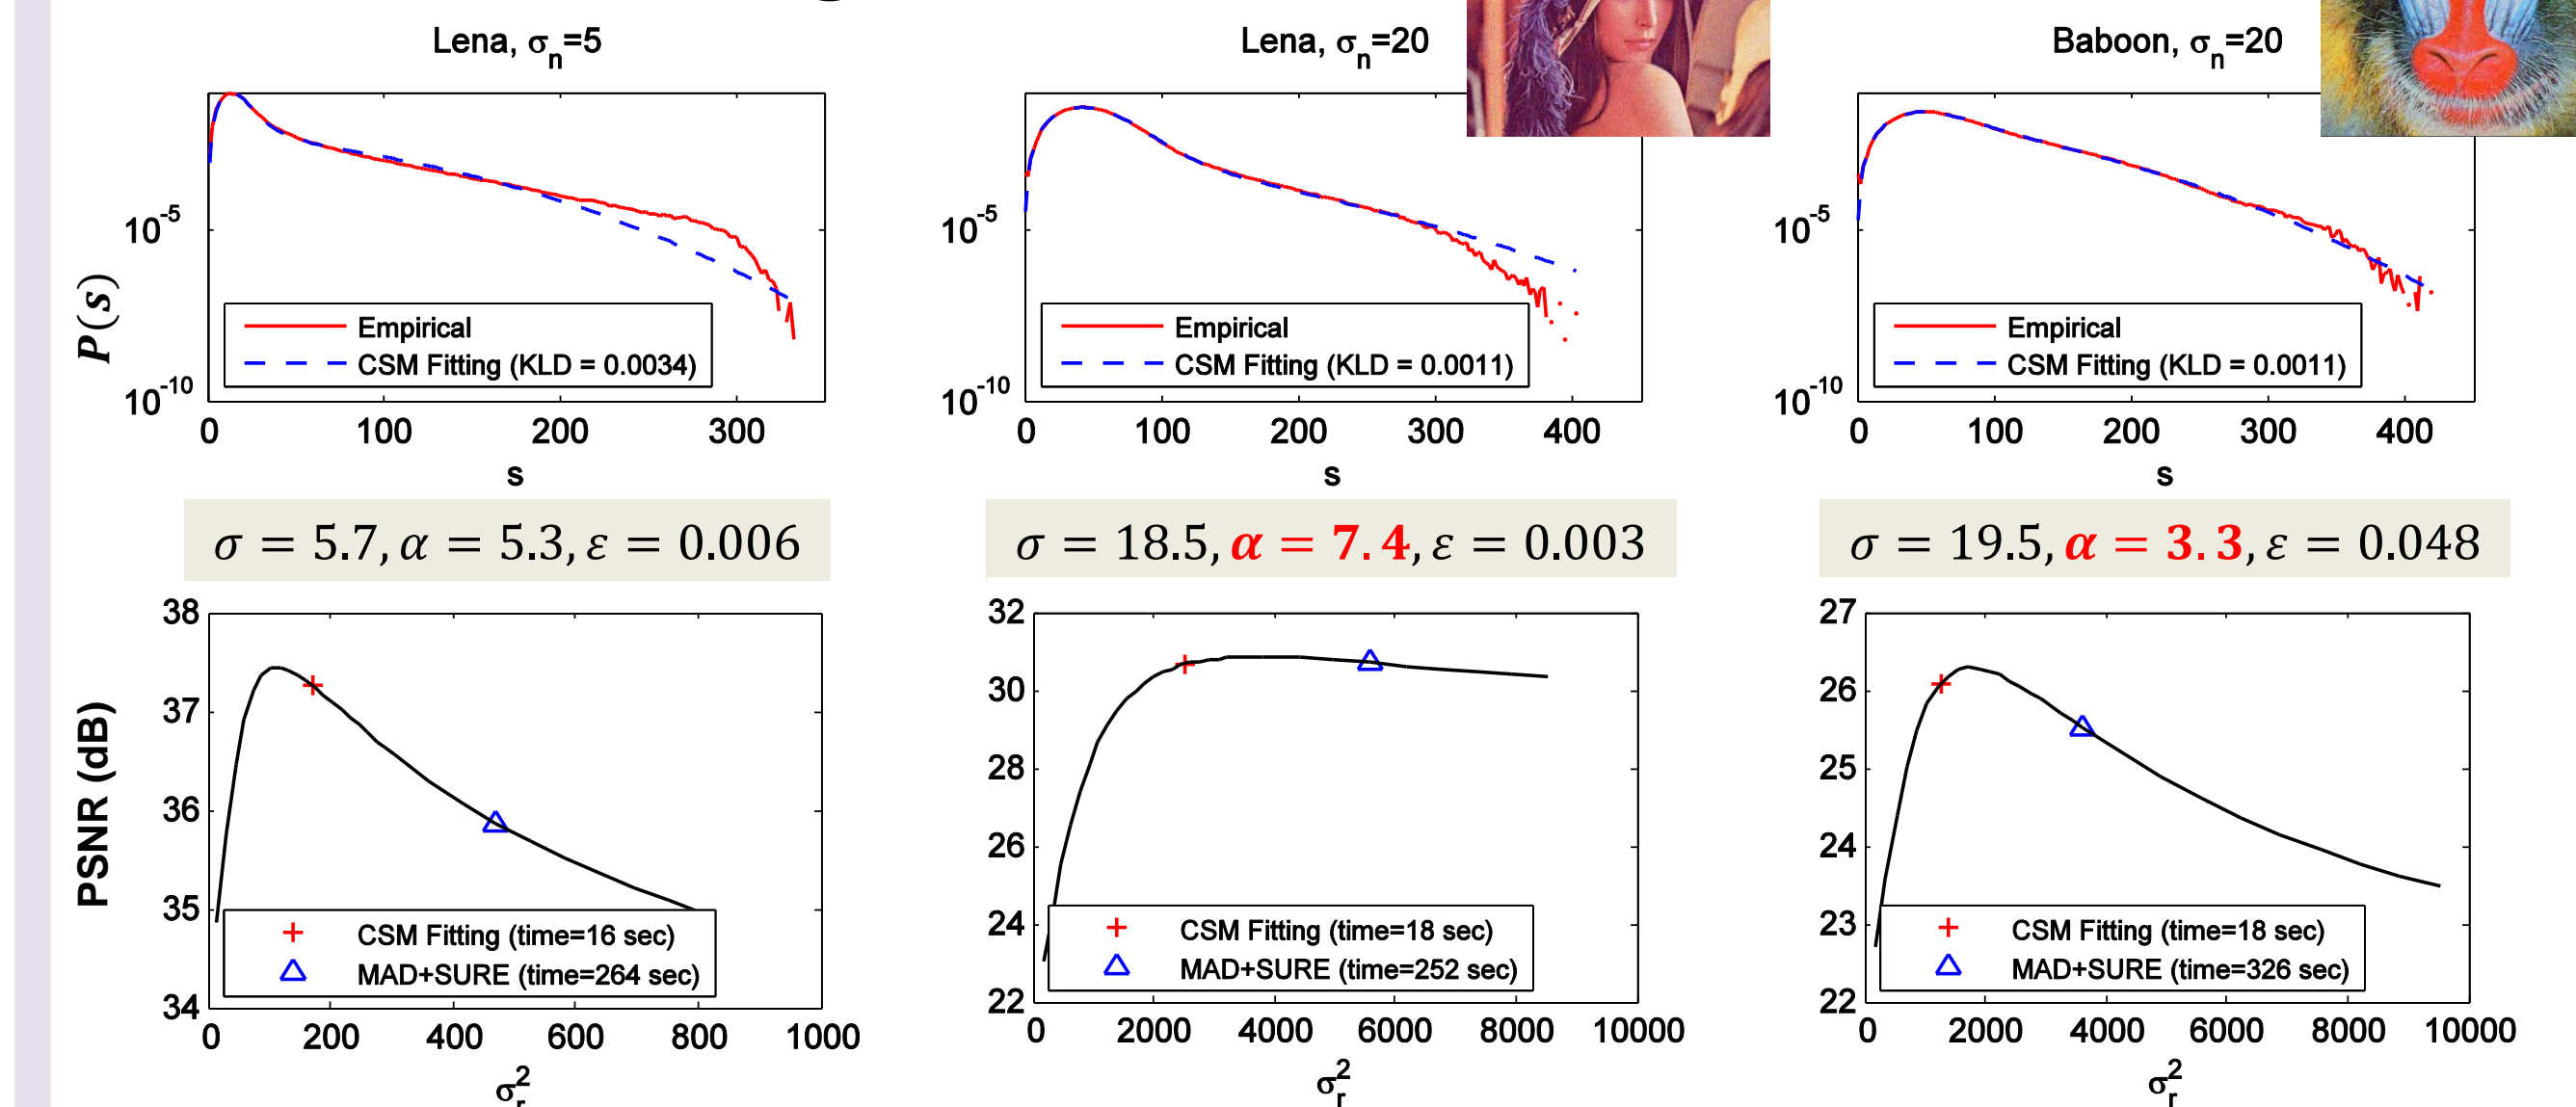 Lena, σn=5
10^-5
10^-10
P(s)
Empirical
CSM Fitting (KLD = 0.0034)
0 100 200 300
s
Lena, σn=20
10^-5
10^-10
Empirical
CSM Fitting (KLD = 0.0011)
0 100 200 300 400
s
Baboon, σn=20
10^-5
10^-10
Empirical
CSM Fitting (KLD = 0.0011)
0 100 200 300 400
s
σ = 5.7, α = 5.3, ε = 0.006
σ = 18.5, α = 7.4, ε = 0.003
σ = 19.5, α = 3.3, ε = 0.048
38
37
36
35
34
PSNR (dB)
CSM Fitting (time=16 sec)
MAD+SURE (time=264 sec)
0 200 400 600 800 1000
σr^2
32
30
28
26
24
22
CSM Fitting (time=18 sec)
MAD+SURE (time=252 sec)
0 2000 4000 6000 8000 10000
σr^2
27
26
25
24
23
22
CSM Fitting (time=18 sec)
MAD+SURE (time=326 sec)
0 2000 4000 6000 8000 10000
σr^2